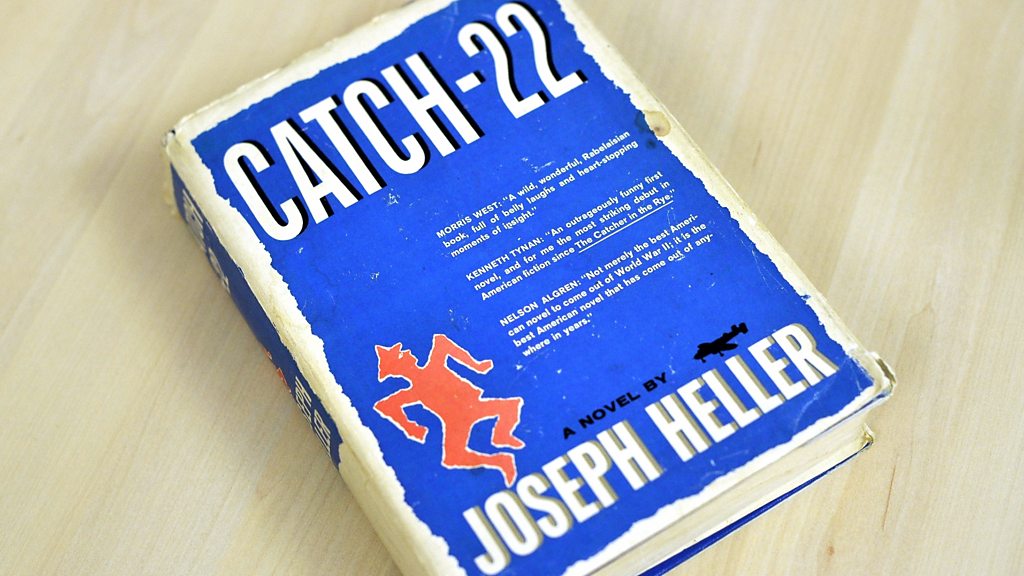 CATCH-22
MORRIS WEST: "A wild, wonderful, Rabelaisian
book, full of belly laughs and heart-stopping
moments of insight."
KENNETH TYNAN: "An outrageously funny first
novel, and for me the most striking debut in
American fiction since The Catcher in the Rye."
NELSON ALGREN: "Not merely the best Ameri-
can novel to come out of World War II; it is the
best American novel that has come out of any-
where in years."
A NOVEL BY
JOSEPH HELLER